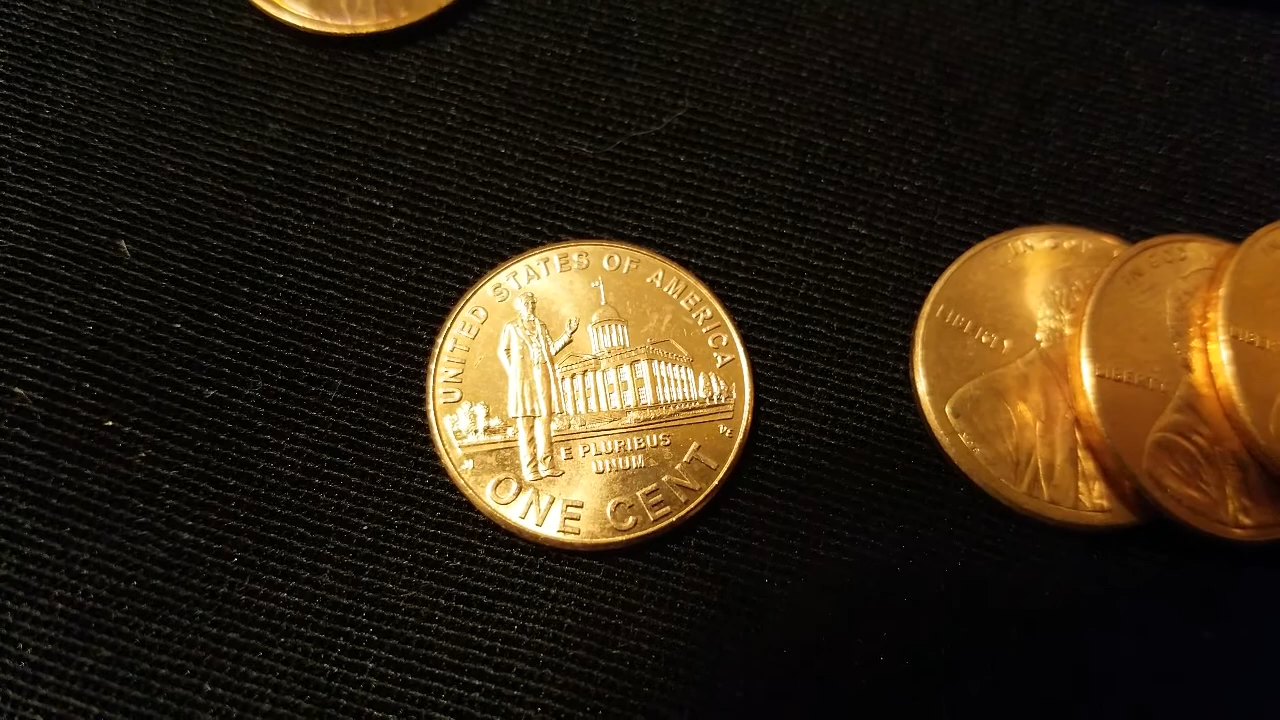 UNITED STATES OF AMERICA
E PLURIBUS
UNUM
ONE CENT
LIBERTY
LIBERTY